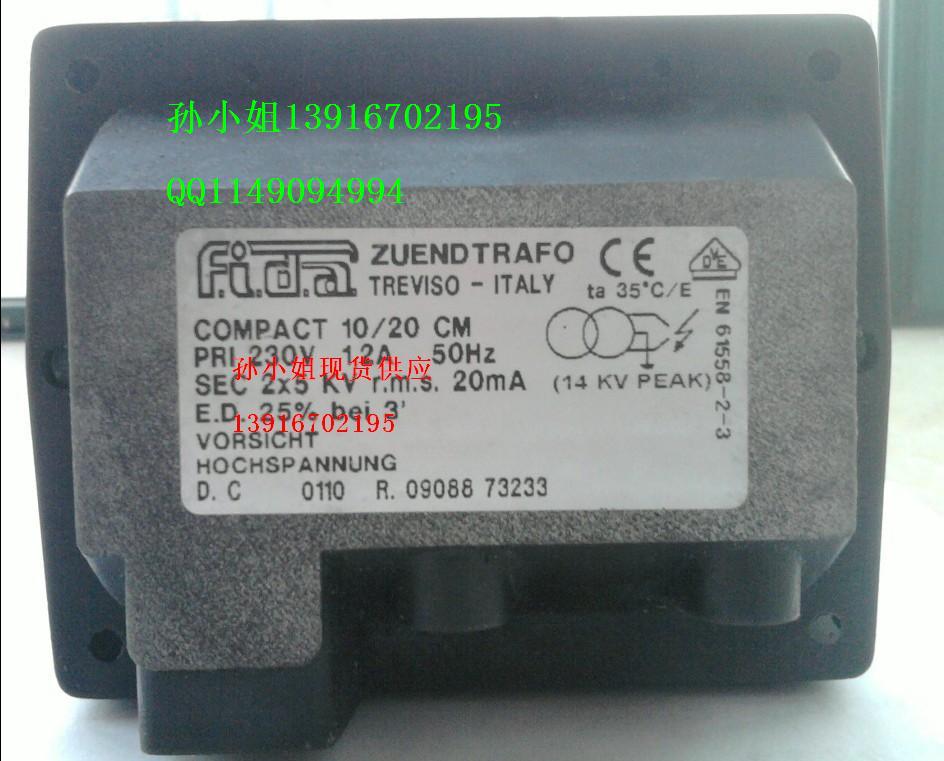 孙小姐13916702195
QQ1149094994
F.i.d.a ZUENDTRAFO CE DVE
TREVISO - ITALY ta 35°C/E
COMPACT 10/20 CM
PRI 230V 1.2A 50Hz
孙小姐现货供应
SEC 2x5 KV r.m.s. 20mA (14 KV PEAK)
E.D. 25% bei 3'
13916702195
VORSICHT
HOCHSPANNUNG
D. C 0110 R. 09088 73233
EN 61558-2-3